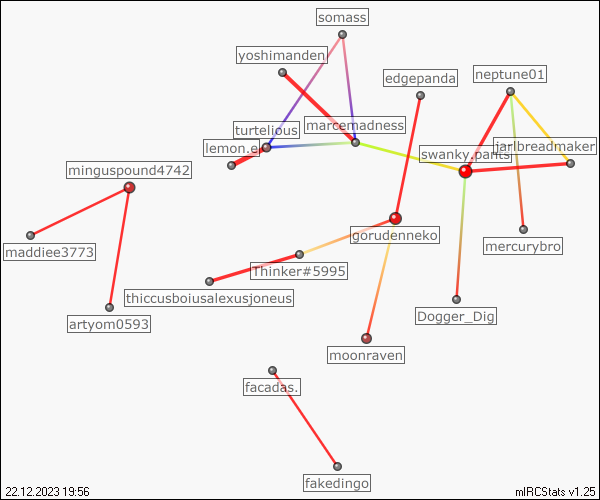 somass
yoshimanden
edgepanda
neptune01
turtelious
marcemadness
lemon.e
swanky.pants
jarlbreadmaker
minguspound4742
gorudenneko
maddiee3773
mercurybro
Thinker#5995
thiccusboiusalexusjoneus
artyom0593
Dogger_Dig
moonraven
facadas.
fakedingo
22.12.2023 19:56
mIRCStats v1.25